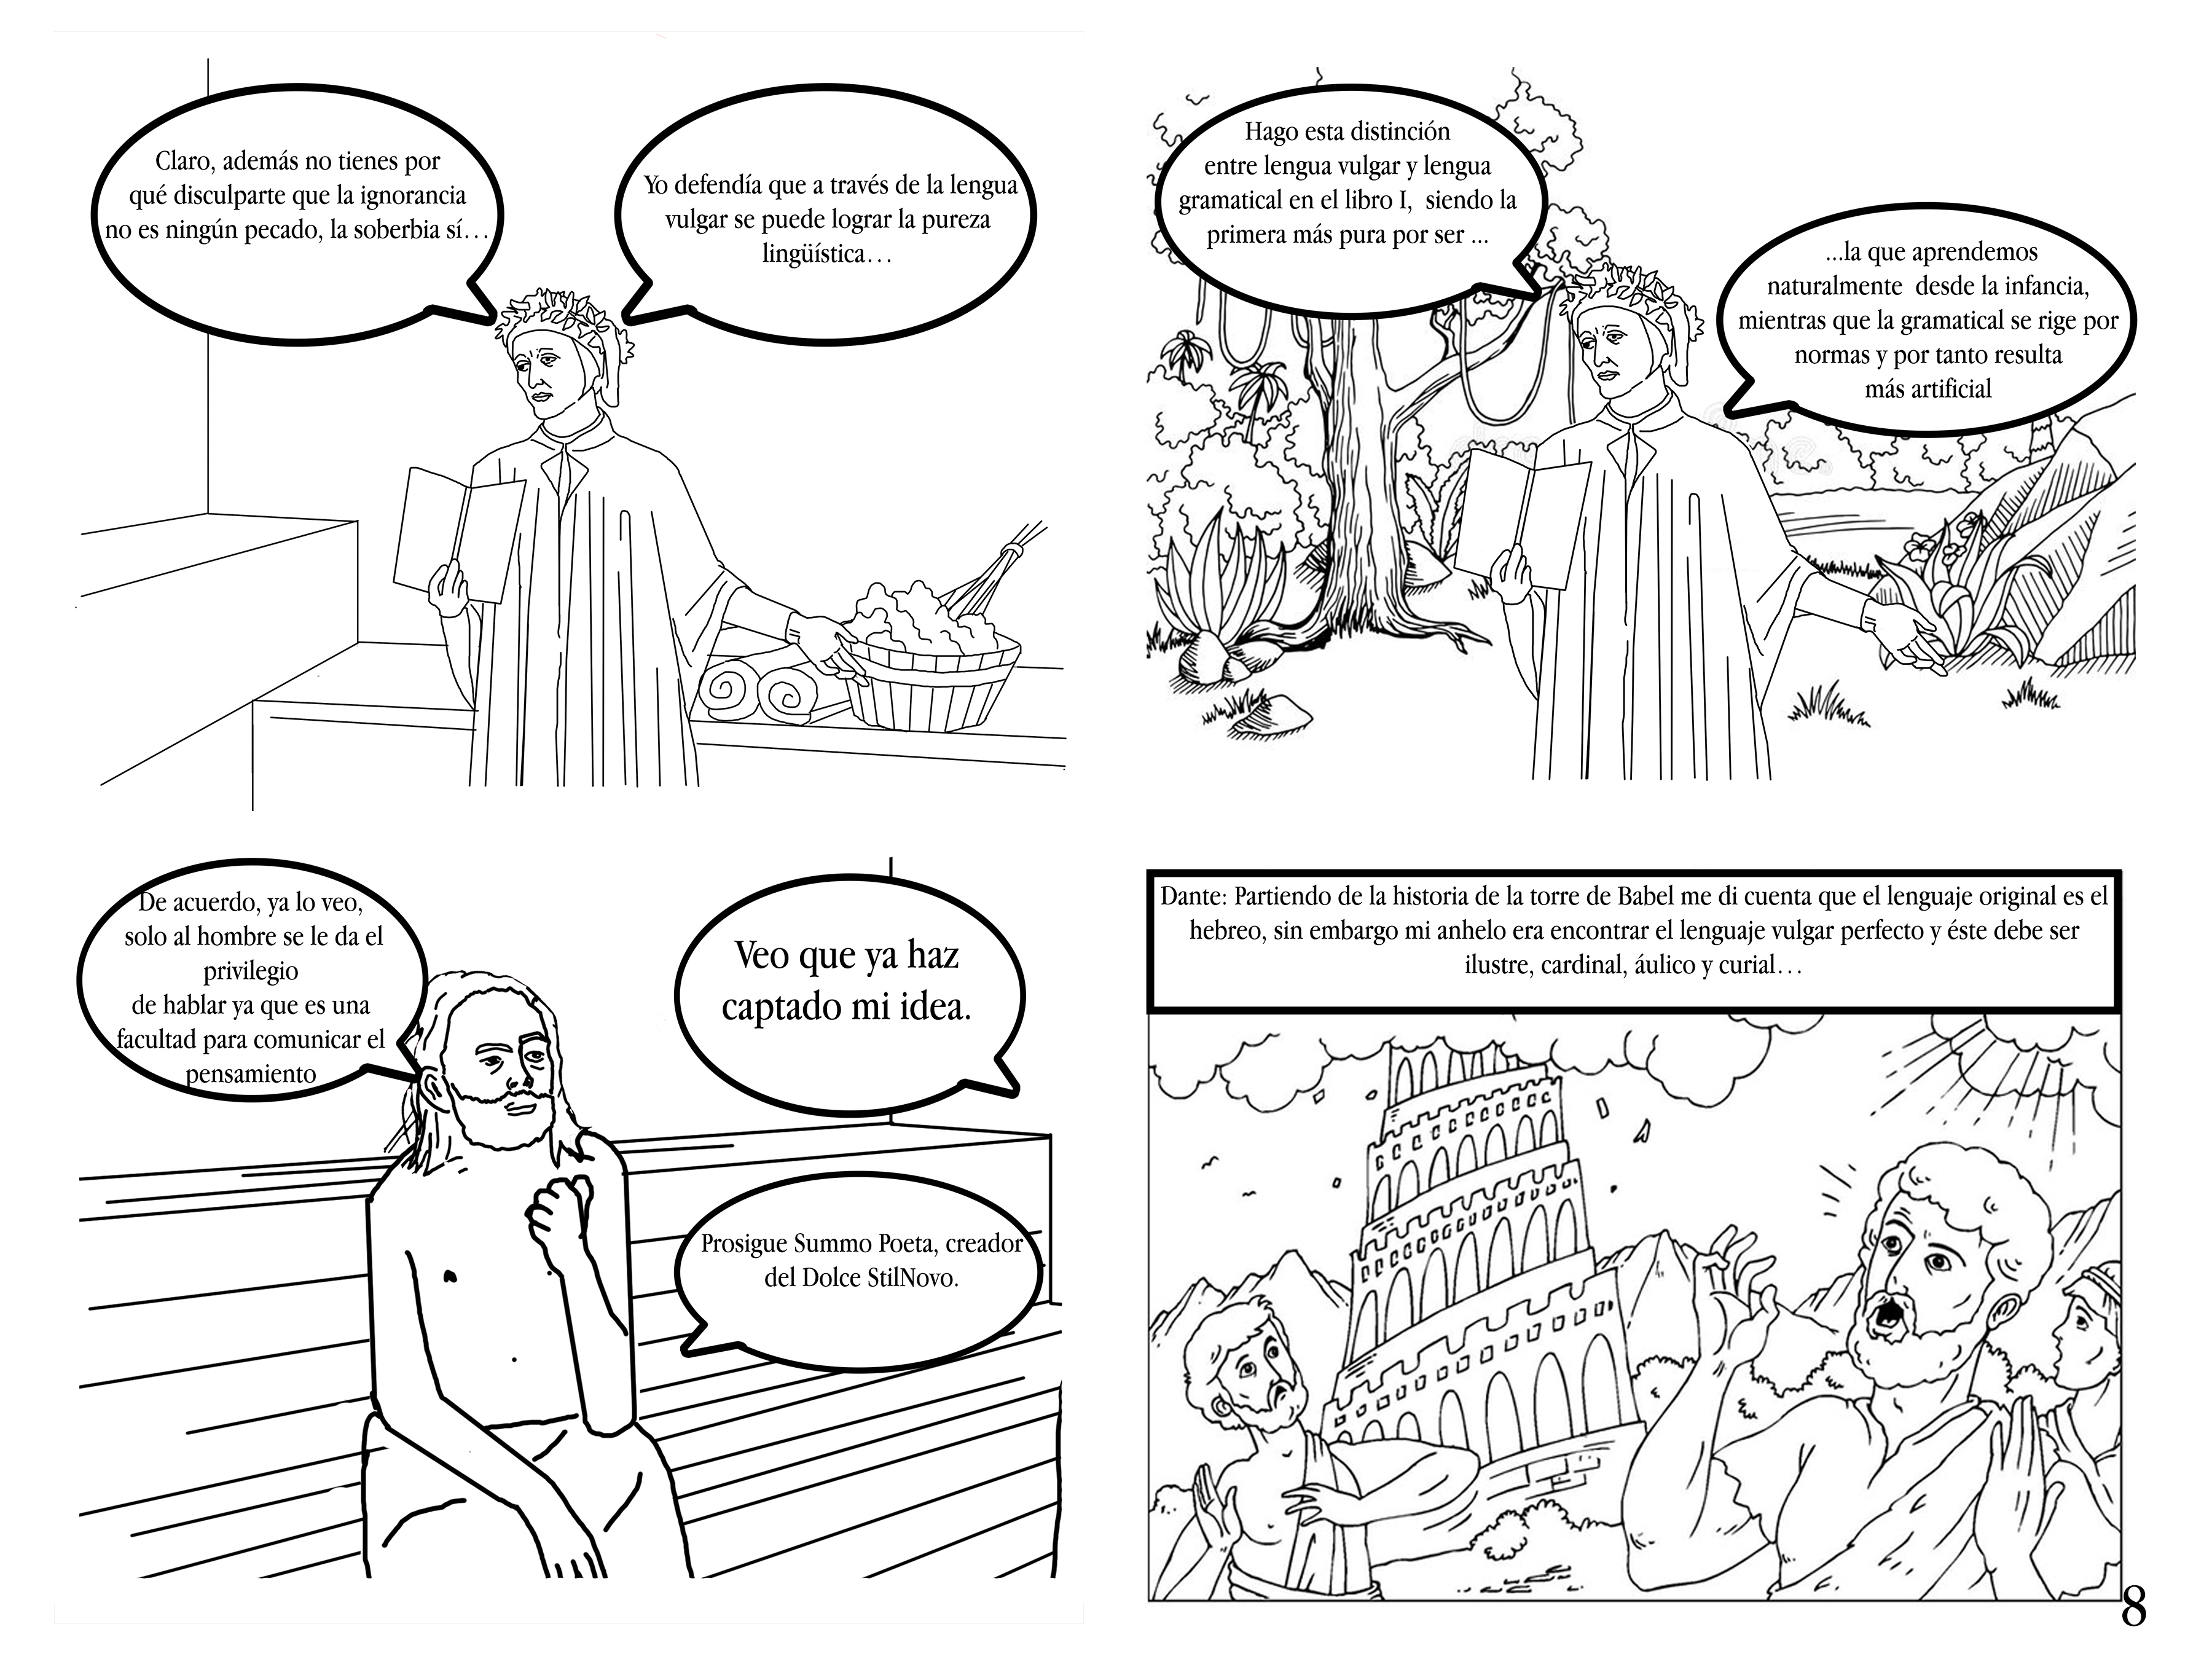 Claro, además no tienes por
qué disculparte que la ignorancia
no es ningún pecado, la soberbia sí…
Yo defendía que a través de la lengua
vulgar se puede lograr la pureza
lingüística…
Hago esta distinción
entre lengua vulgar y lengua
gramatical en el libro I, siendo la
primera más pura por ser ...
...la que aprendemos
naturalmente desde la infancia,
mientras que la gramatical se rige por
normas y por tanto resulta
más artificial
De acuerdo, ya lo veo,
solo al hombre se le da el
privilegio
de hablar ya que es una
facultad para comunicar el
pensamiento
Veo que ya haz
captado mi idea.
Prosigue Summo Poeta, creador
del Dolce StilNovo.
Dante: Partiendo de la historia de la torre de Babel me di cuenta que el lenguaje original es el
hebreo, sin embargo mi anhelo era encontrar el lenguaje vulgar perfecto y éste debe ser
ilustre, cardinal, áulico y curial…
8